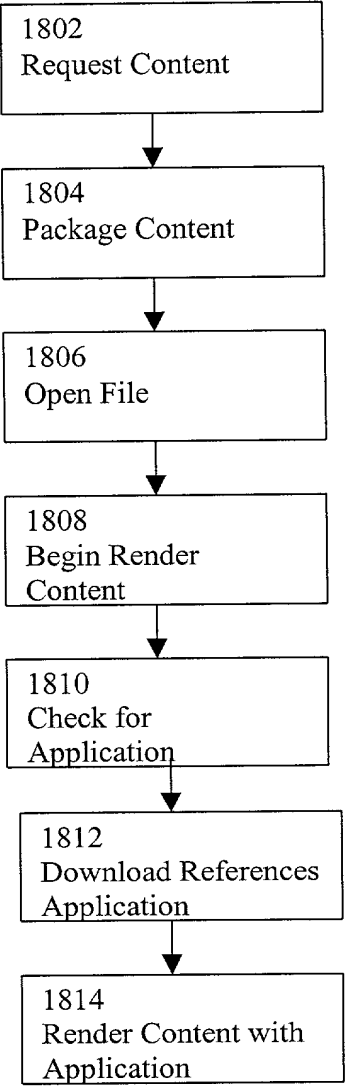 1802
Request Content
1804
Package Content
1806
Open File
1808
Begin Render
Content
1810
Check for
Application
1812
Download References
Application
1814
Render Content with
Application